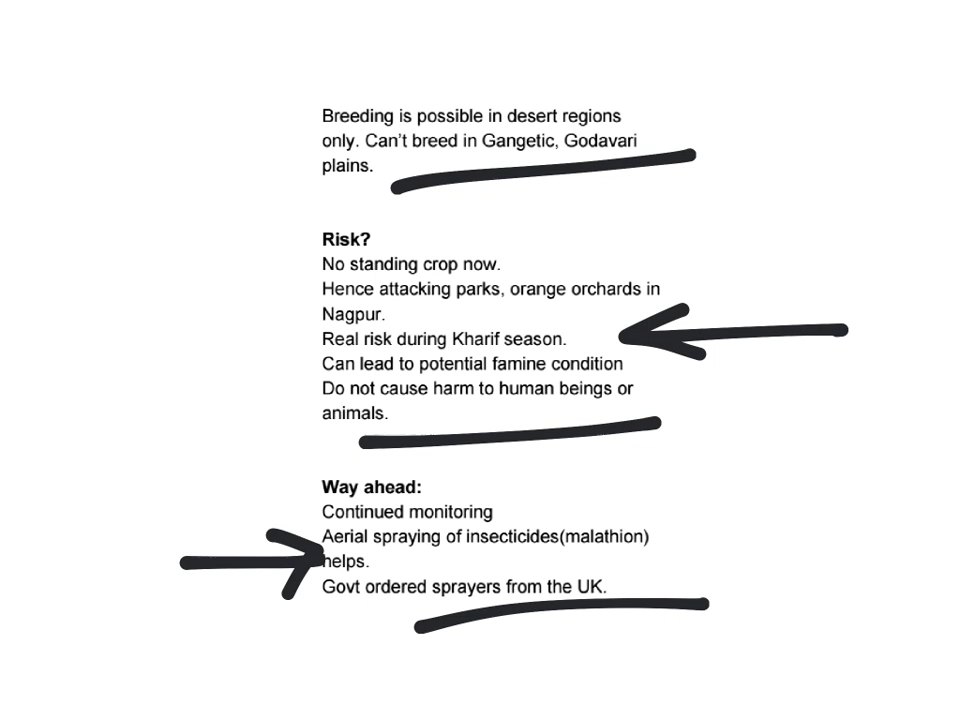 Breeding is possible in desert regions
only. Can't breed in Gangetic, Godavari
plains.
Risk?
No standing crop now.
Hence attacking parks, orange orchards in
Nagpur.
Real risk during Kharif season.
Can lead to potential famine condition
Do not cause harm to human beings or
animals.
Way ahead:
Continued monitoring
Aerial spraying of insecticides(malathion)
helps.
Govt ordered sprayers from the UK.